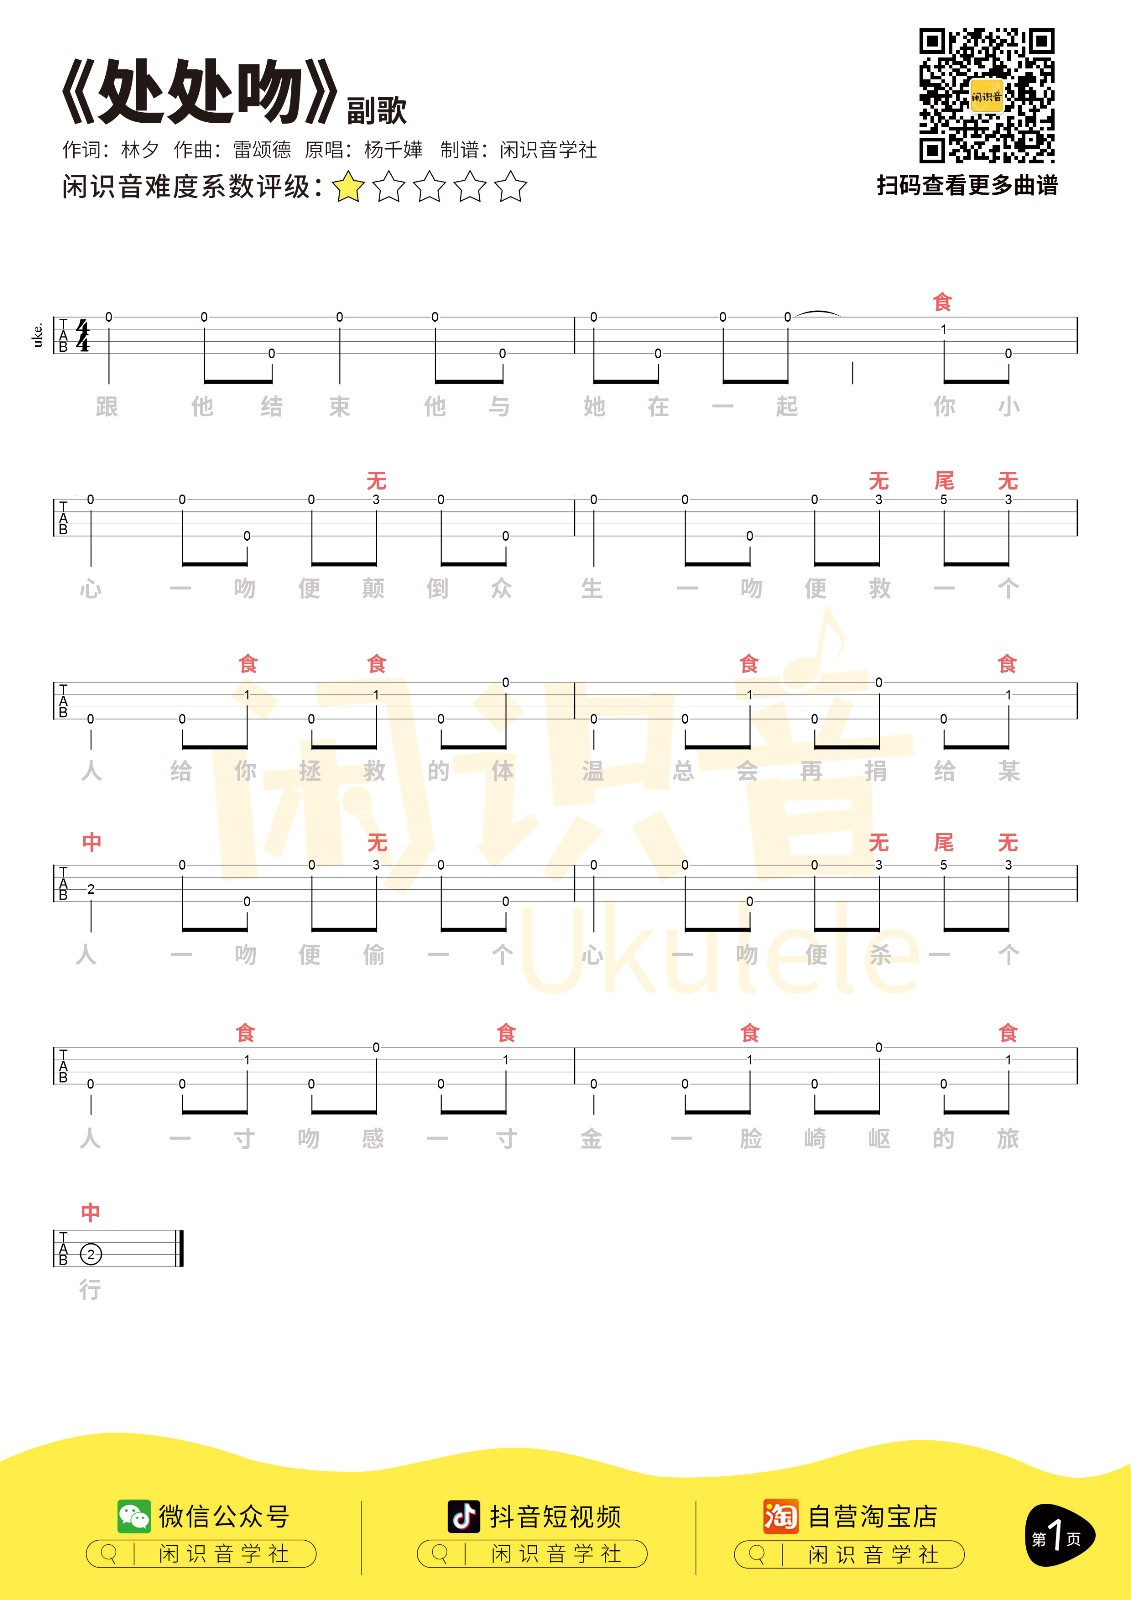 《处处吻》副歌
作词：林夕 作曲：雷颂德 原唱：杨千嬅 制谱：闲识音学社
闲识音难度系数评级：
闲识音
扫码查看更多曲谱
食
uke.
T A B 4 4 0 0 0 0 0 0 0 0 0 0 1 0
跟 他 结 束 他 与 她 在 一 起 你 小
无 无 尾 无
T A B 0 0 0 0 3 0 0 0 0 0 0 3 5 3
心 一 吻 便 颠 倒 众 生 一 吻 便 救 一 个
食 食 食 食
T A B 0 0 1 0 1 0 0 0 0 1 0 0 0 1
人 给 你 拯 救 的 体 温 总 会 再 捐 给 某
中 无 无 尾 无
T A B 2 0 0 0 3 0 0 0 0 0 0 3 5 3
人 一 吻 便 偷 一 个 心 一 吻 便 杀 一 个
食 食 食 食
T A B 0 0 1 0 0 0 1 0 0 1 0 0 0 1
人 一 寸 吻 感 一 寸 金 一 脸 崎 岖 的 旅
中
T A B 2
行
闲识音
Ukulele
微信公众号 抖音短视频 自营淘宝店
淘
闲识音学社 闲识音学社 闲识音学社
第1页